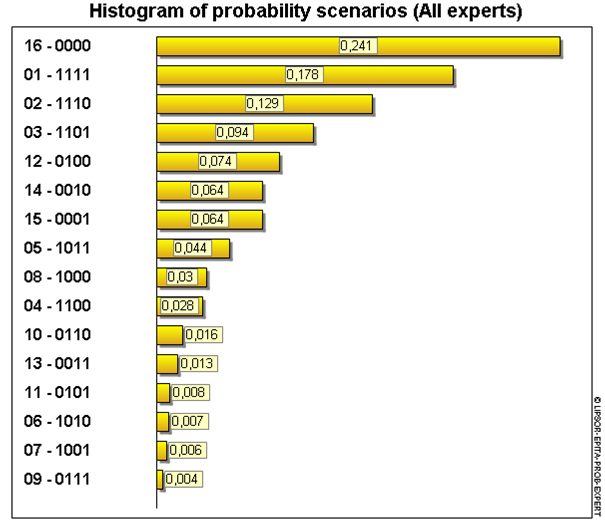 Histogram of probability scenarios (All experts)
16 - 0000 0,241
01 - 1111 0,178
02 - 1110 0,129
03 - 1101 0,094
12 - 0100 0,074
14 - 0010 0,064
15 - 0001 0,064
05 - 1011 0,044
08 - 1000 0,03
04 - 1100 0,028
10 - 0110 0,016
13 - 0011 0,013
11 - 0101 0,008
06 - 1010 0,007
07 - 1001 0,006
09 - 0111 0,004
© LIPSOR-EPITA-PROB-EXPERT